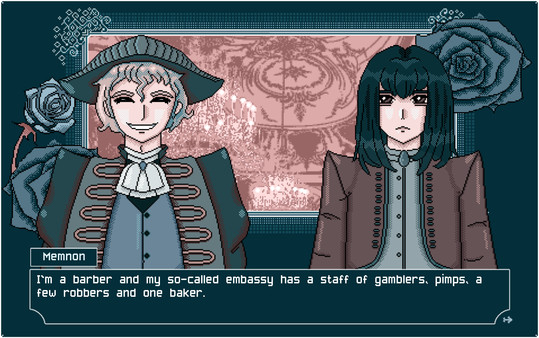 Memnon
I'm a barber and my so-called embassy has a staff of gamblers, pimps, a
few robbers and one baker.